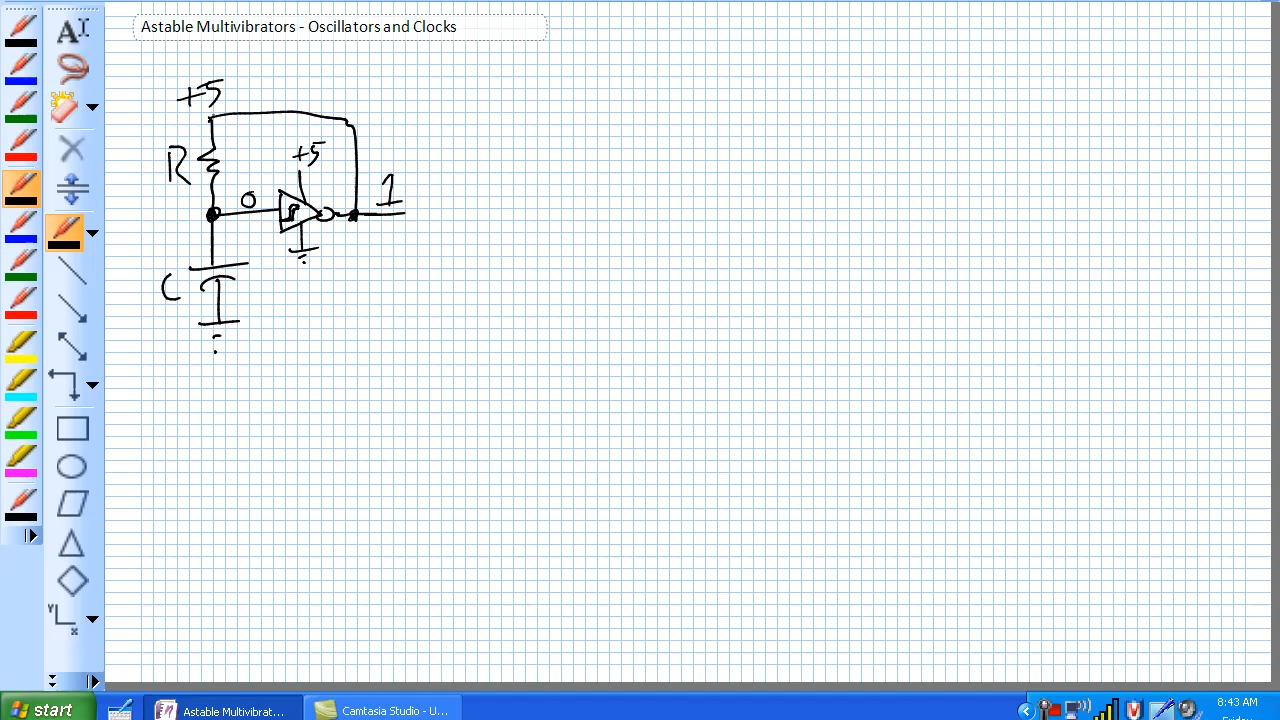 Astable Multivibrators - Oscillators and Clocks
+5
+5
R
0
1
C
start
Astable Multivibrat...
Camtasia Studio - U...
8:43 AM